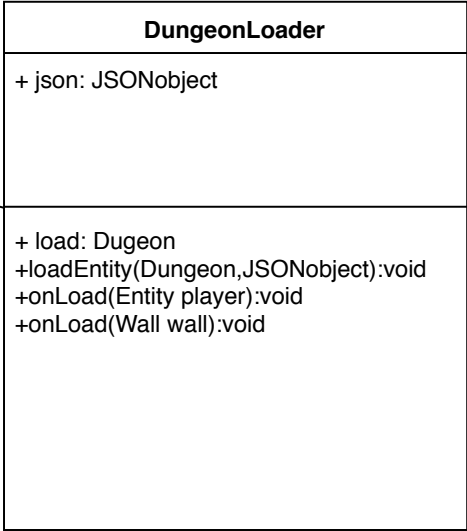 DungeonLoader
+ json: JSONobject
+ load: Dugeon
+loadEntity(Dungeon,JSONobject):void
+onLoad(Entity player):void
+onLoad(Wall wall):void